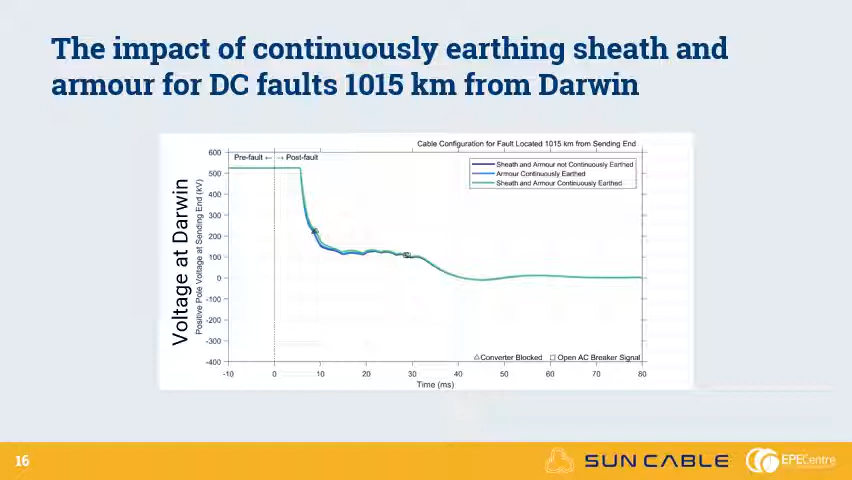 The impact of continuously earthing sheath and
armour for DC faults 1015 km from Darwin
Cable Configuration for Fault Located 1015 km from Sending End
Pre-fault ← → Post-fault
Sheath and Armour not Continuously Earthed
Armour Continuously Earthed
Sheath and Armour Continuously Earthed
Voltage at Darwin
Positive Pole Voltage at Sending End (kV)
600
500
400
300
200
100
0
-100
-200
-300
-400
△Converter Blocked □ Open AC Breaker Signal
-10 0 10 20 30 40 50 60 70 80
Time (ms)
16
SUN CABLE
EPECentre